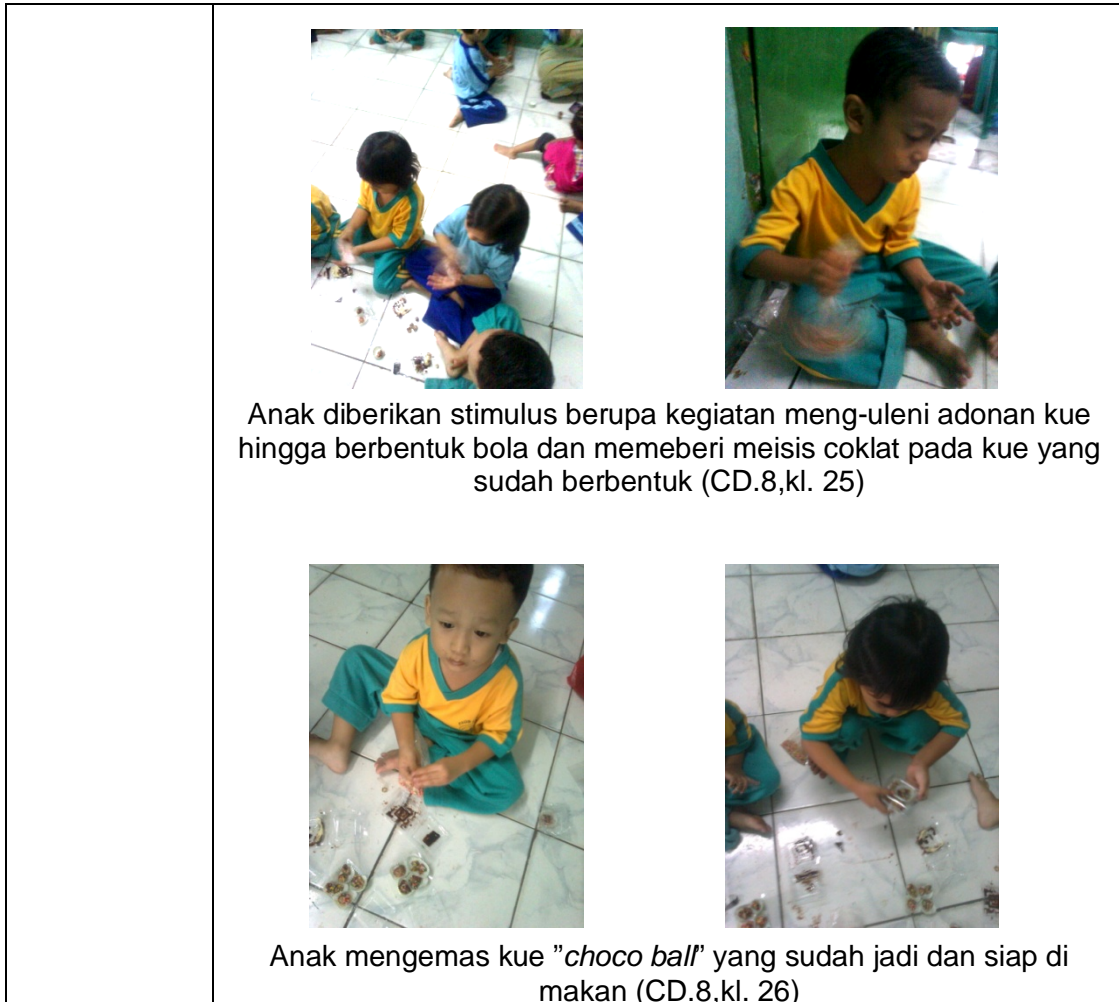 Anak diberikan stimulus berupa kegiatan meng-uleni adonan kue
hingga berbentuk bola dan memeberi meisis coklat pada kue yang
sudah berbentuk (CD.8,kl. 25)
Anak mengemas kue ”choco ball” yang sudah jadi dan siap di
makan (CD.8,kl. 26)